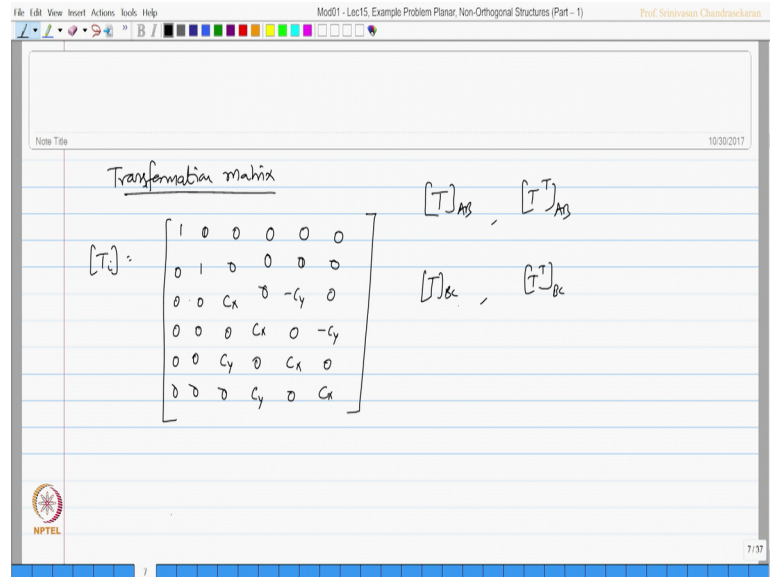 File Edit View Insert Actions Tools Help
Mod01 - Lec15, Example Problem Planar, Non-Orthogonal Structures (Part – 1)
Prof. Srinivasan Chandrasekaran
» B I
Note Title
10/30/2017
Transformation matrix
[T]AB , [T^T]AB
[Ti] =
1 0 0 0 0 0
0 1 0 0 0 0
0 0 Cx 0 -Cy 0
0 0 0 Cx 0 -Cy
0 0 Cy 0 Cx 0
0 0 0 Cy 0 Cx
[T]BC , [T^T]BC
NPTEL
7/37
7